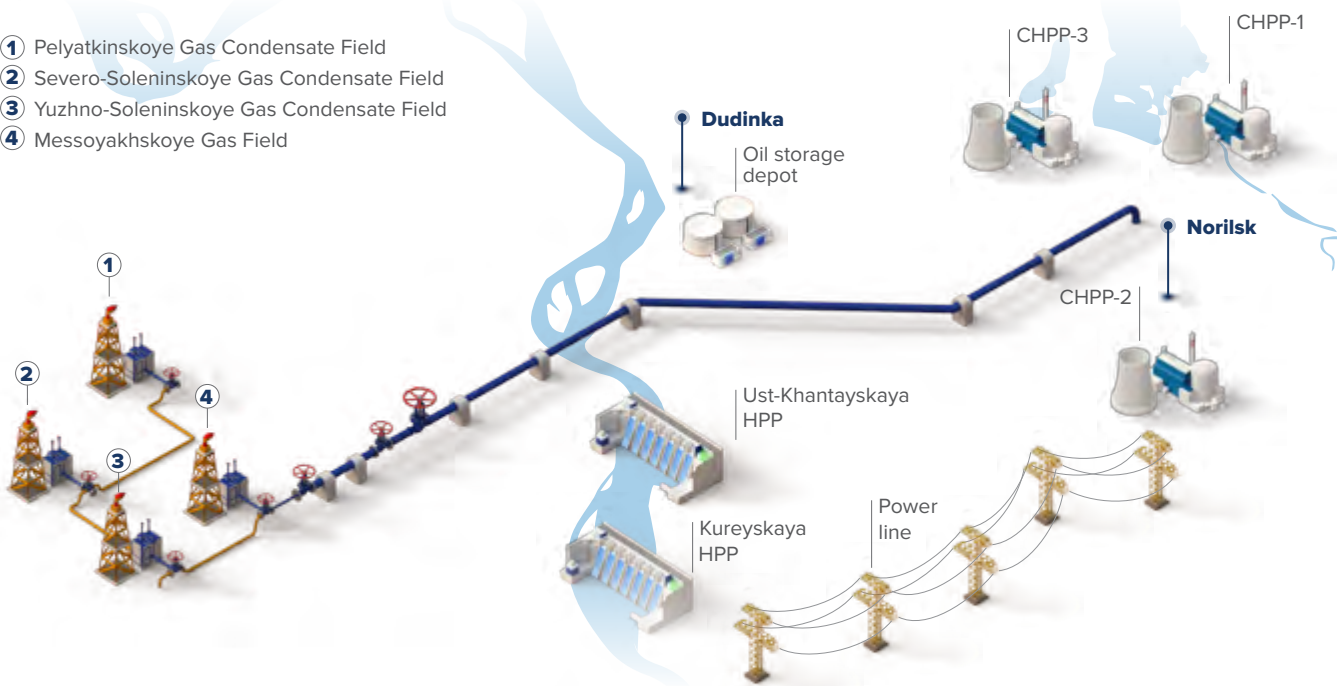 1 Pelyatkinskoye Gas Condensate Field
2 Severo-Soleninskoye Gas Condensate Field
3 Yuzhno-Soleninskoye Gas Condensate Field
4 Messoyakhskoye Gas Field
CHPP-3
CHPP-1
Dudinka
Oil storage
depot
Norilsk
CHPP-2
1
2
4
3
Ust-Khantayskaya
HPP
Kureyskaya
HPP
Power
line